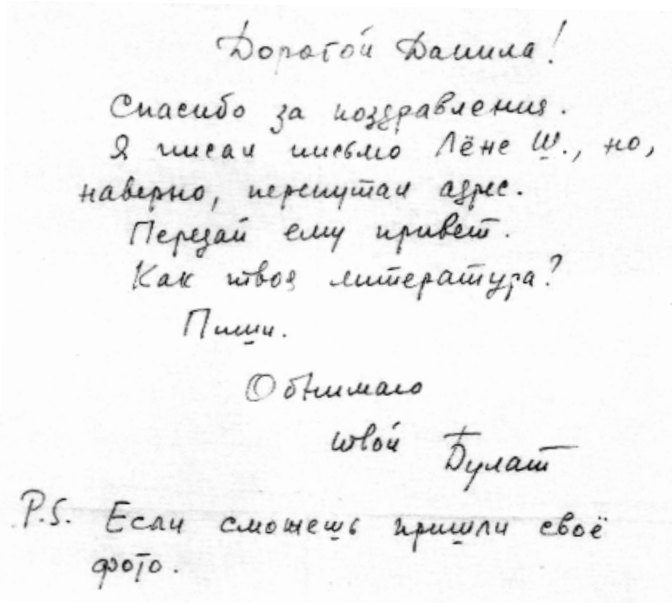 Дорогой Данила!
Спасибо за поздравления.
Я писал письмо Лёне Ш., но,
наверно, перепутал адрес.
Передай ему привет.
Как твоя литература?
Пиши.
Обнимаю
твой Булат
P.S. Если сможешь пришли своё
фото.